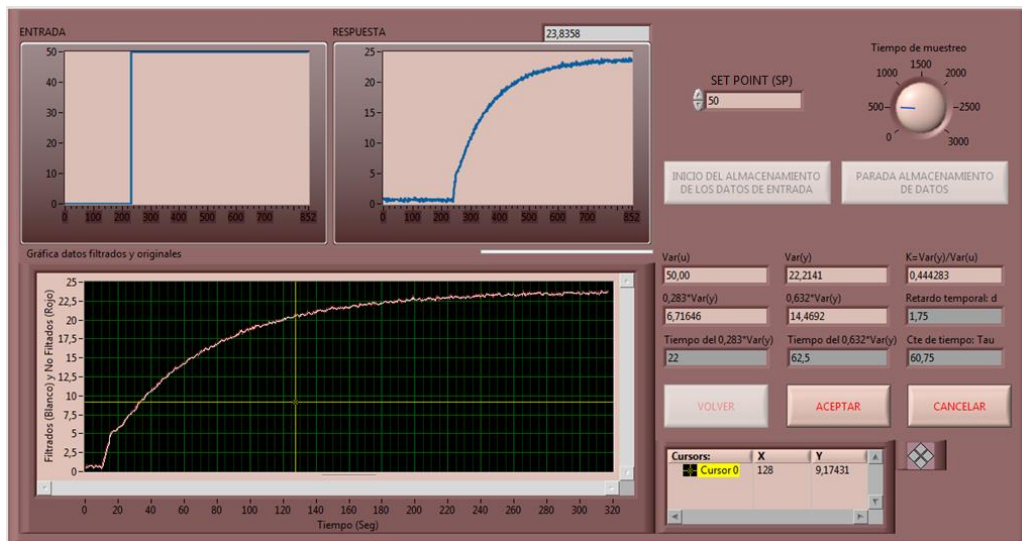 ENTRADA
50
40
30
20
10
0
0 100 200 300 400 500 600 700 852
RESPUESTA
23,8358
25
20
15
10
5
0
0 100 200 300 400 500 600 700 852
SET POINT (SP)
50
Tiempo de muestreo
0 500 1000 1500 2000 2500 3000
INICIO DEL ALMACENAMIENTO
DE LOS DATOS DE ENTRADA
PARADA ALMACENAMIENTO
DE DATOS
Gráfica datos filtrados y originales
Filtrados (Blanco) y No Filtados (Rojo)
25
22,5
20
17,5
15
12,5
10
7,5
5
2,5
0
0 20 40 60 80 100 120 140 160 180 200 220 240 260 280 300 320
Tiempo (Seg)
Var(u) Var(y) K=Var(y)/Var(u)
50,00 22,2141 0,444283
0,283*Var(y) 0,632*Var(y) Retardo temporal: d
6,71646 14,4692 1,75
Tiempo del 0,283*Var(y) Tiempo del 0,632*Var(y) Cte de tiempo: Tau
22 62,5 60,75
VOLVER
ACEPTAR
CANCELAR
Cursors: X Y
Cursor 0 128 9,17431